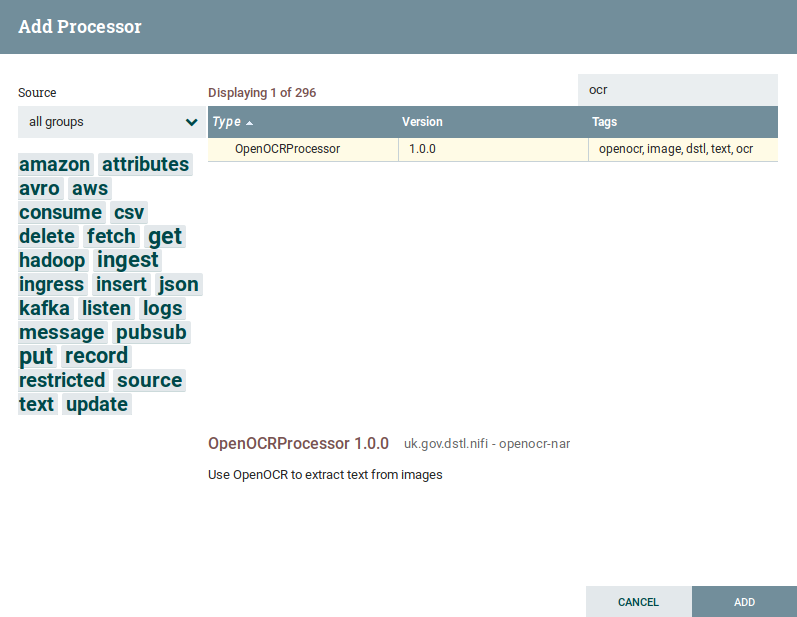 Add Processor
Source
all groups
amazon attributes
avro aws
consume csv
delete fetch get
hadoop ingest
ingress insert json
kafka listen logs
message pubsub
put record
restricted source
text update
Displaying 1 of 296
ocr
Type Version Tags
OpenOCRProcessor 1.0.0 openocr, image, dstl, text, ocr
OpenOCRProcessor 1.0.0 uk.gov.dstl.nifi - openocr-nar
Use OpenOCR to extract text from images
CANCEL ADD